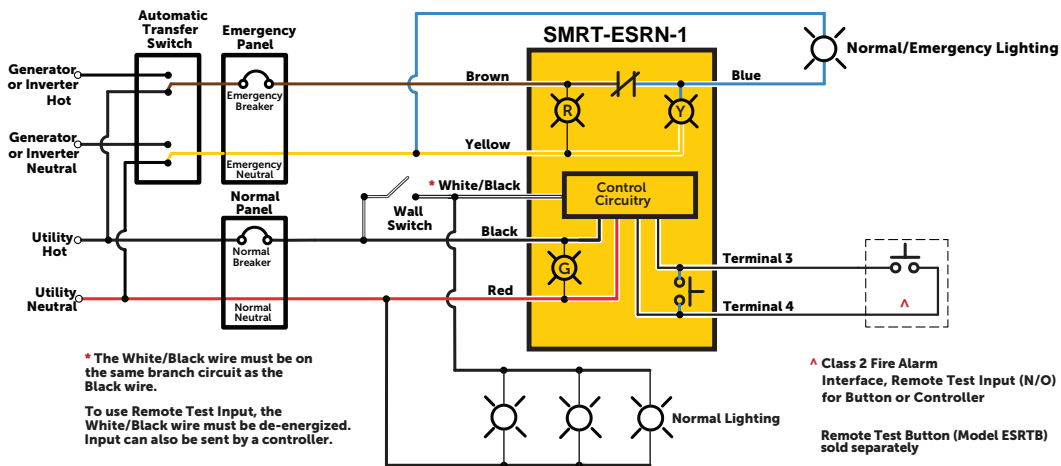 Automatic
Transfer
Switch
Emergency
Panel
SMRT-ESRN-1
Normal/Emergency Lighting
Generator
or Inverter
Hot
Brown
Blue
Emergency
Breaker
R
Y
Generator
or Inverter
Neutral
Yellow
Emergency
Neutral
* White/Black
Control
Circuitry
Normal
Panel
Wall
Switch
Utility
Hot
Black
Normal
Breaker
G
Terminal 3
Utility
Neutral
Red
Normal
Neutral
Terminal 4
^
* The White/Black wire must be on
the same branch circuit as the
Black wire.
To use Remote Test Input, the
White/Black wire must be de-energized.
Input can also be sent by a controller.
Normal Lighting
^ Class 2 Fire Alarm
Interface, Remote Test Input (N/O)
for Button or Controller
Remote Test Button (Model ESRTB)
sold separately